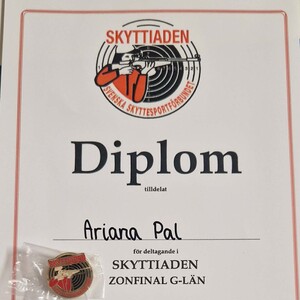 SKYTTIADEN
SVENSKA SKYTTESPORTFÖRBUNDET
Diplom
tilldelat
Ariana Pal
för deltagande i
SKYTTIADEN
ZONFINAL G-LÄN